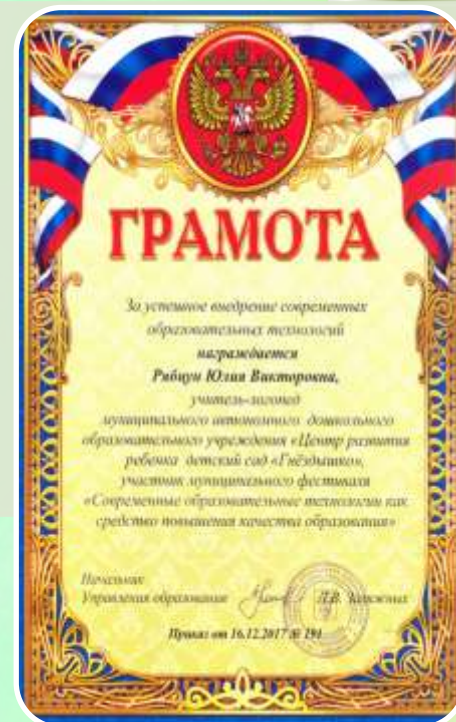 ГРАМОТА
За успешное внедрение современных
образовательных технологий
награждается
Рябцун Юлия Викторовна,
учитель-логопед
муниципального автономного дошкольного
образовательного учреждения «Центр развития
ребенка детский сад «Гнёздышко»,
участник муниципального фестиваля
«Современные образовательные технологии как
средство повышения качества образования»
Начальник
Управления образования Л.В.
Приказ от 16.12.2017 № 191